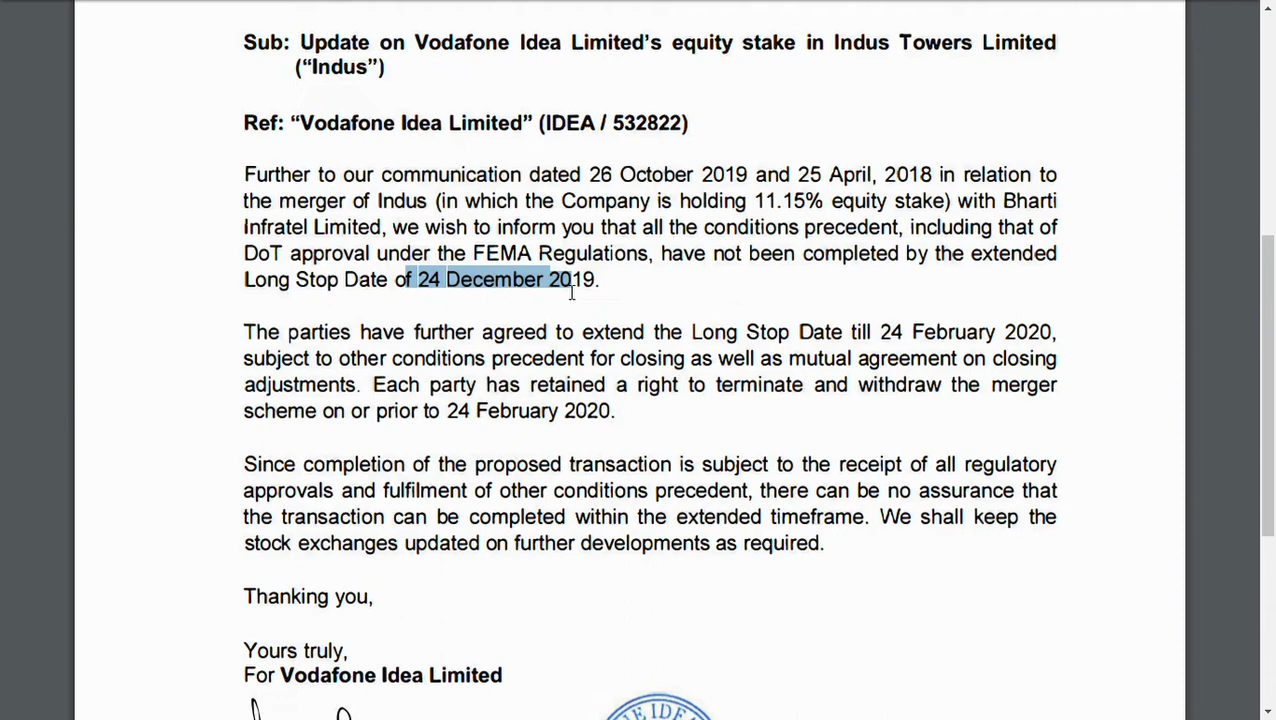 Sub: Update on Vodafone Idea Limited’s equity stake in Indus Towers Limited
(“Indus”)
Ref: “Vodafone Idea Limited” (IDEA / 532822)
Further to our communication dated 26 October 2019 and 25 April, 2018 in relation to
the merger of Indus (in which the Company is holding 11.15% equity stake) with Bharti
Infratel Limited, we wish to inform you that all the conditions precedent, including that of
DoT approval under the FEMA Regulations, have not been completed by the extended
Long Stop Date of 24 December 2019.
The parties have further agreed to extend the Long Stop Date till 24 February 2020,
subject to other conditions precedent for closing as well as mutual agreement on closing
adjustments. Each party has retained a right to terminate and withdraw the merger
scheme on or prior to 24 February 2020.
Since completion of the proposed transaction is subject to the receipt of all regulatory
approvals and fulfilment of other conditions precedent, there can be no assurance that
the transaction can be completed within the extended timeframe. We shall keep the
stock exchanges updated on further developments as required.
Thanking you,
Yours truly,
For Vodafone Idea Limited
NE IDEA